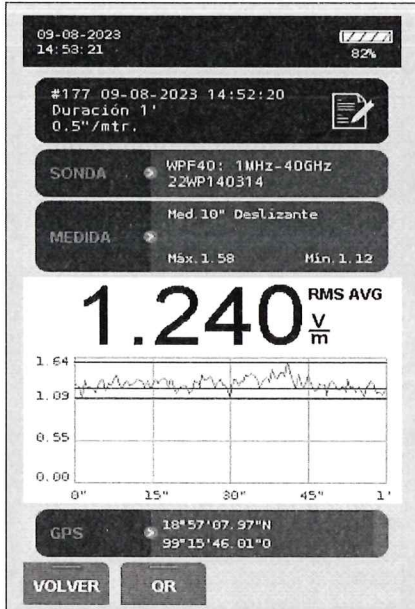 09-08-2023
14:53:21
82%
#177 09-08-2023 14:52:20
Duración 1'
0.5"/mtr.
SONDA
WPF40: 1MHz-40GHz
22WP140314
MEDIDA
Med.10" Deslizante
Máx.1.58 Mín.1.12
1.240 RMS AVG V/m
1.64
1.09
0.55
0.00
0" 15" 30" 45" 1'
GPS
18°57'07.97"N
99°15'46.01"O
VOLVER QR